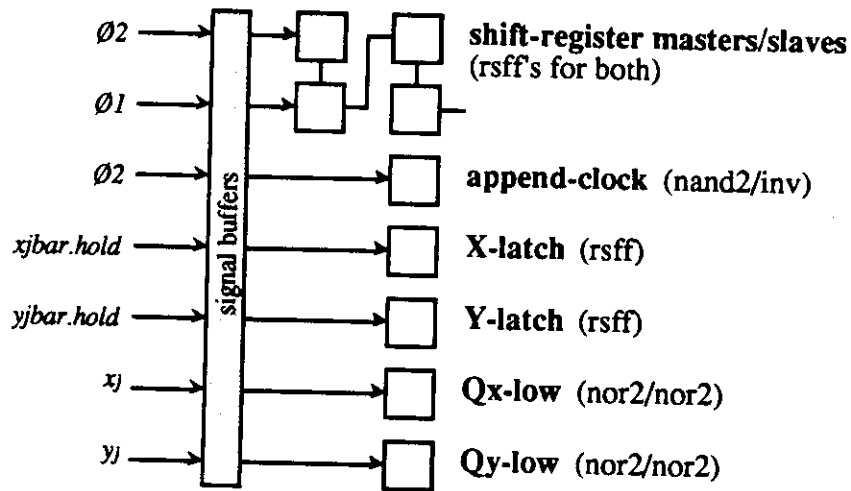 Ø2
shift-register masters/slaves
(rsff's for both)
Ø1
Ø2
append-clock (nand2/inv)
signal buffers
xjbar.hold
X-latch (rsff)
yjbar.hold
Y-latch (rsff)
xj
Qx-low (nor2/nor2)
yj
Qy-low (nor2/nor2)